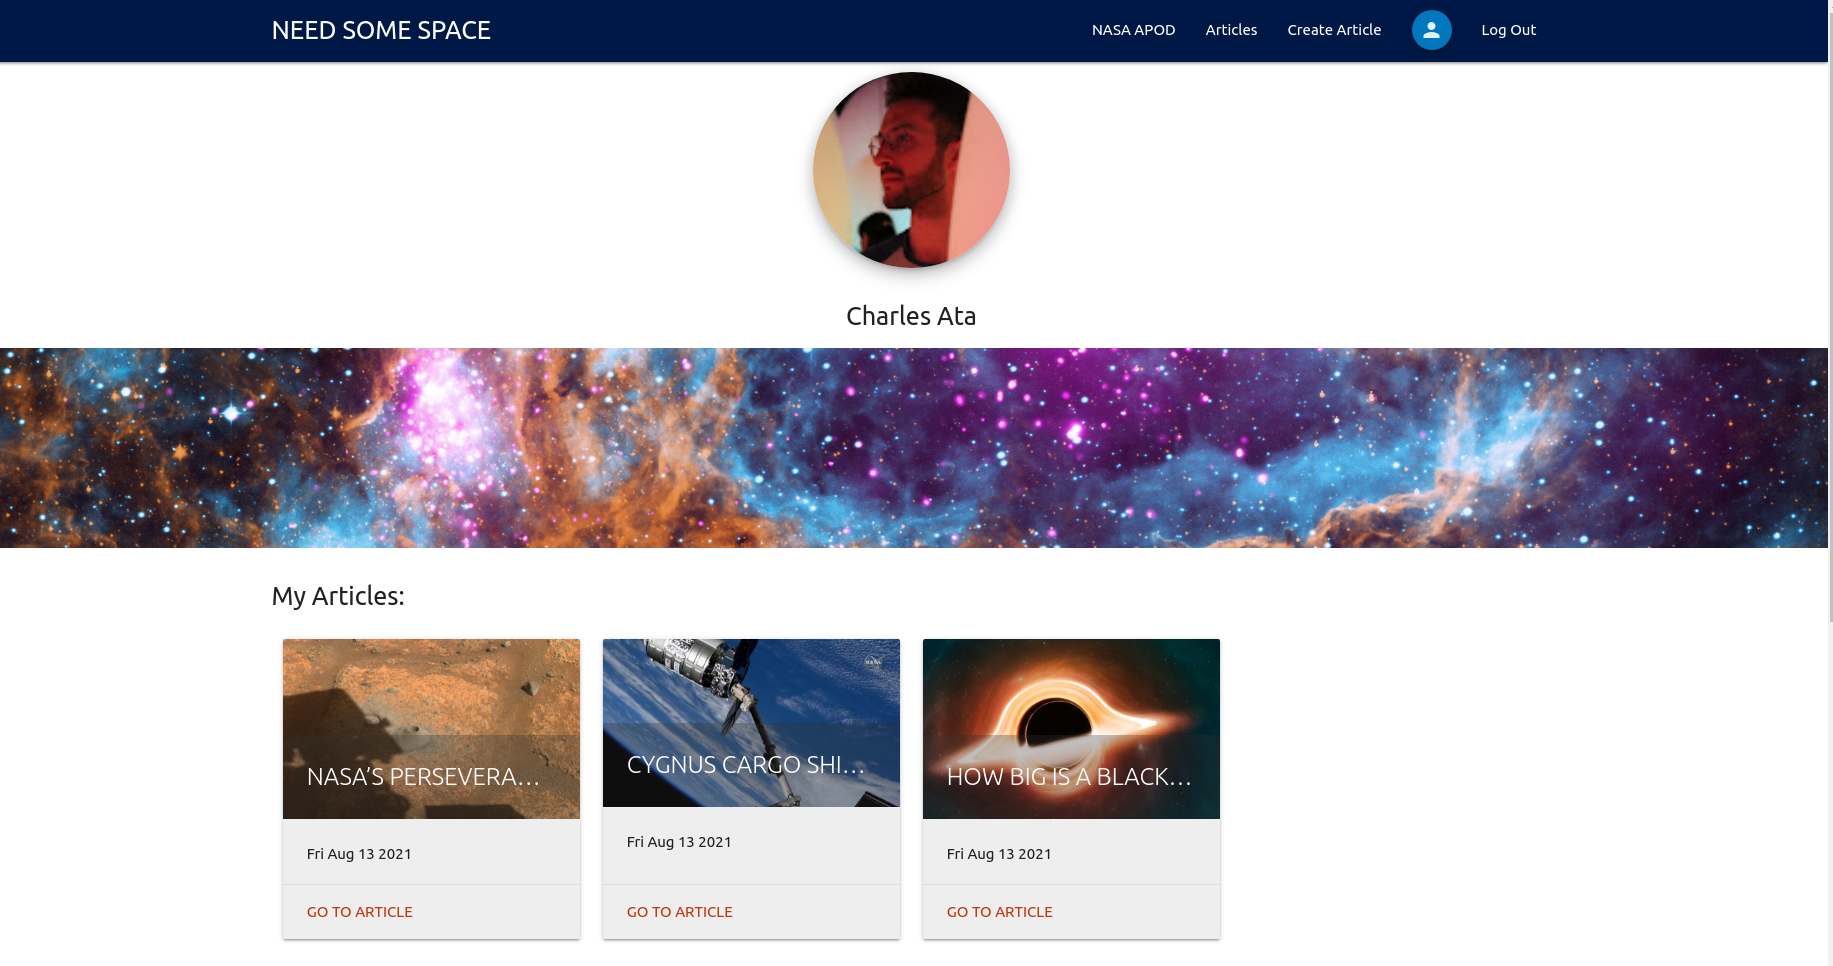 NEED SOME SPACE
NASA APOD Articles Create Article Log Out
Charles Ata
My Articles:
NASA’S PERSEVERA…
CYGNUS CARGO SHI…
HOW BIG IS A BLACK…
Fri Aug 13 2021
Fri Aug 13 2021
Fri Aug 13 2021
GO TO ARTICLE
GO TO ARTICLE
GO TO ARTICLE
NASA